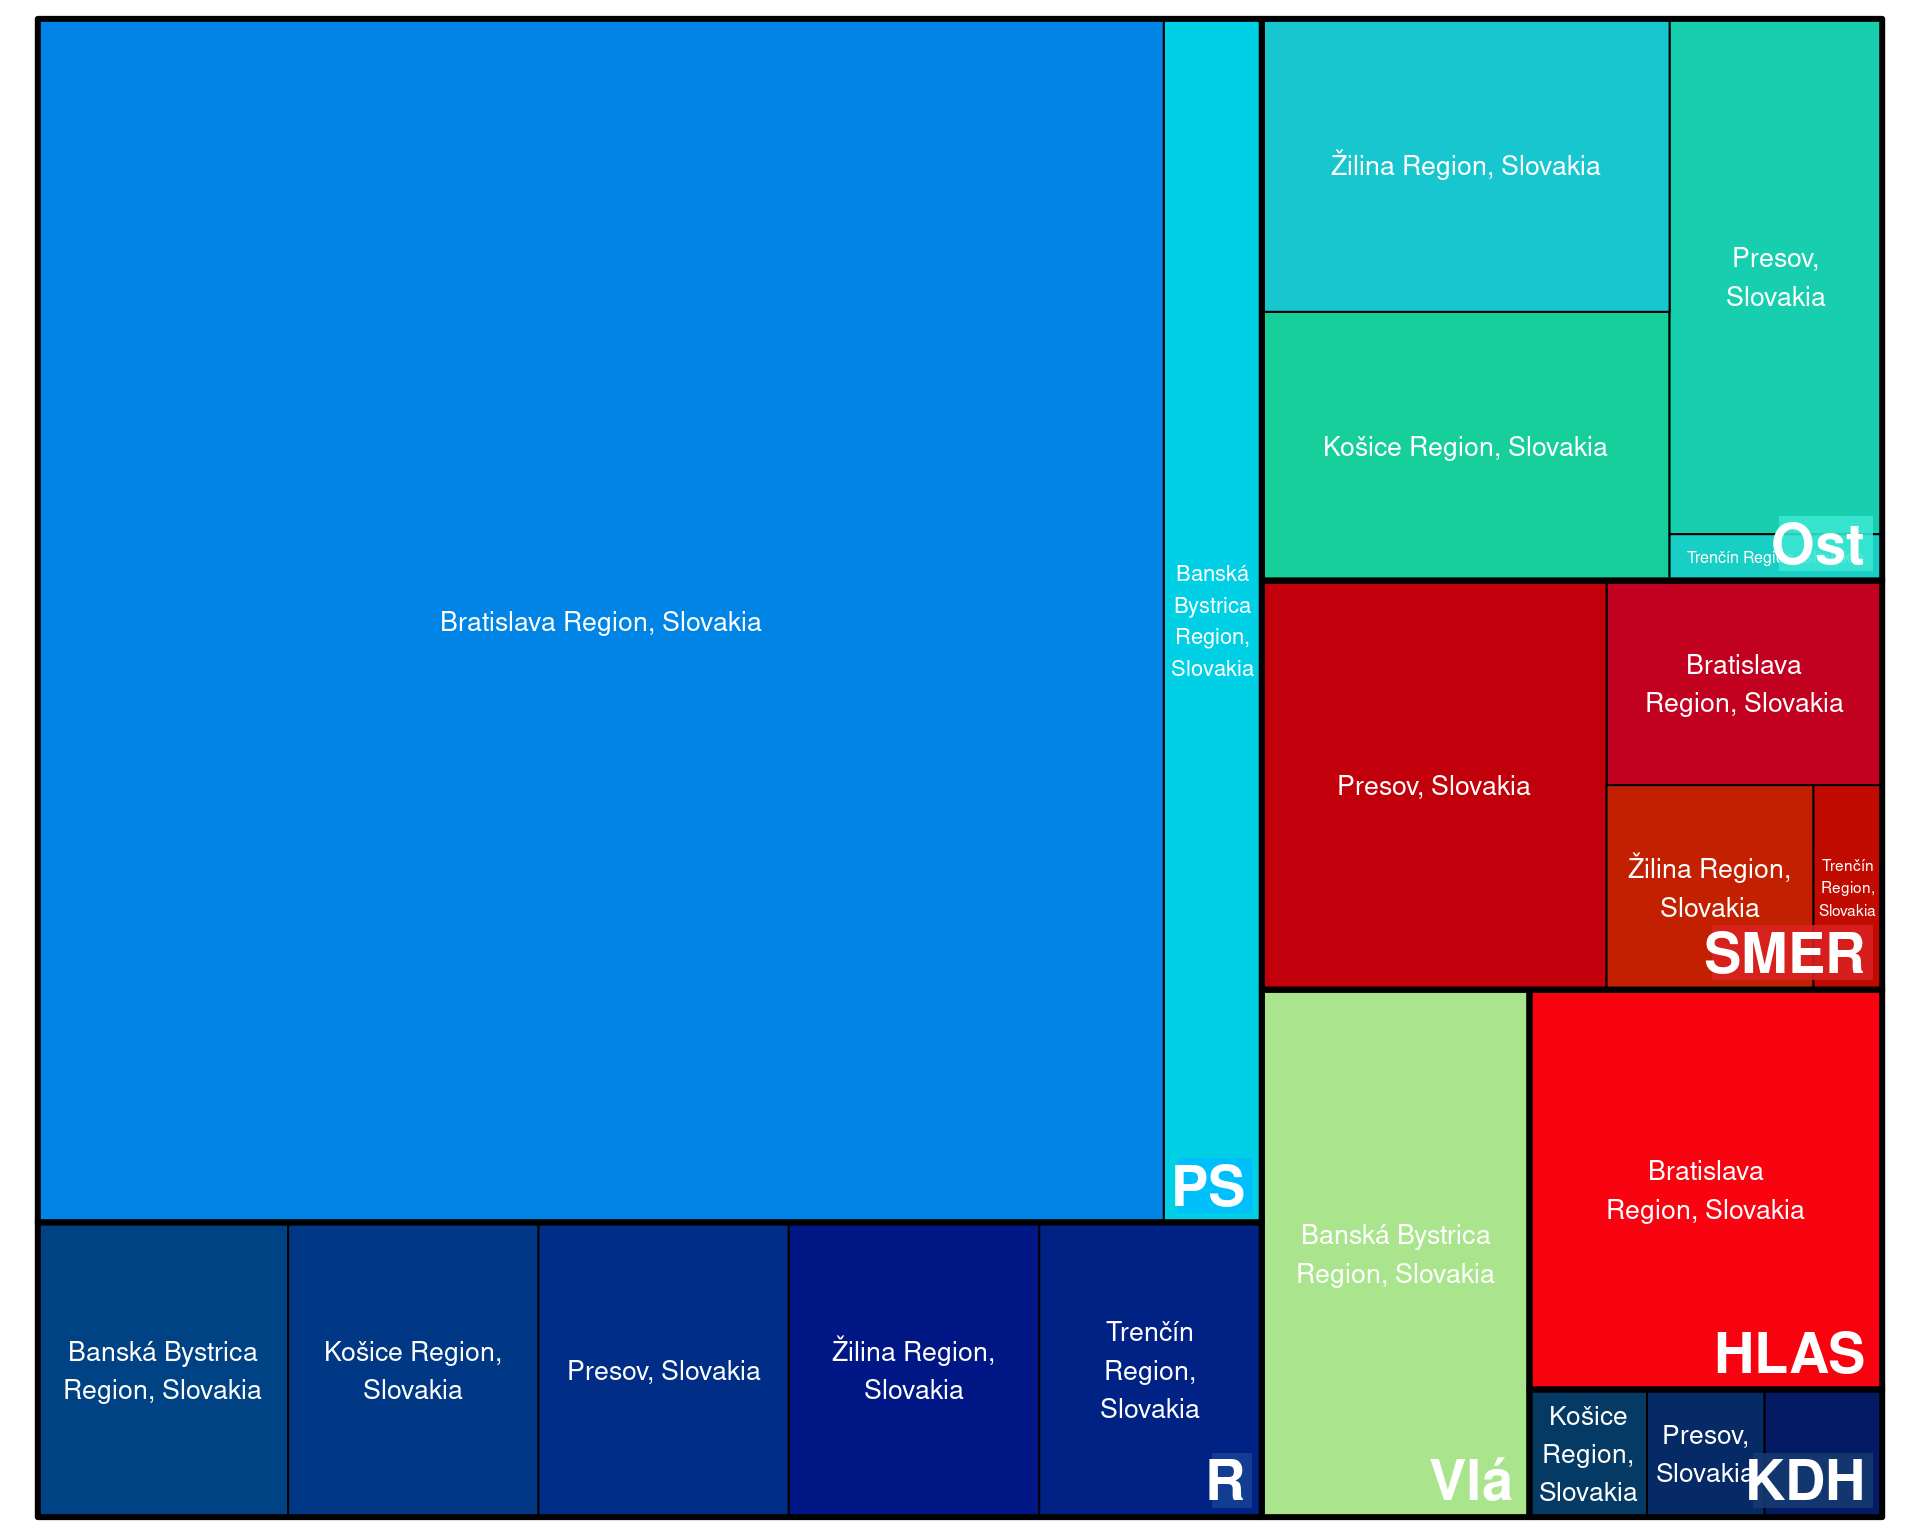 Bratislava Region, Slovakia
Banská
Bystrica
Region,
Slovakia
PS
Banská Bystrica
Region, Slovakia
Košice Region,
Slovakia
Presov, Slovakia
Žilina Region,
Slovakia
Trenčín
Region,
Slovakia
R
Žilina Region, Slovakia
Košice Region, Slovakia
Presov,
Slovakia
Trenčín
Ost
Presov, Slovakia
Bratislava
Region, Slovakia
Žilina Region,
Slovakia
Trenčín
Region,
Slovakia
SMER
Banská Bystrica
Region, Slovakia
Vlá
Bratislava
Region, Slovakia
HLAS
Košice
Region,
Slovakia
Presov,
Slovakia
KDH